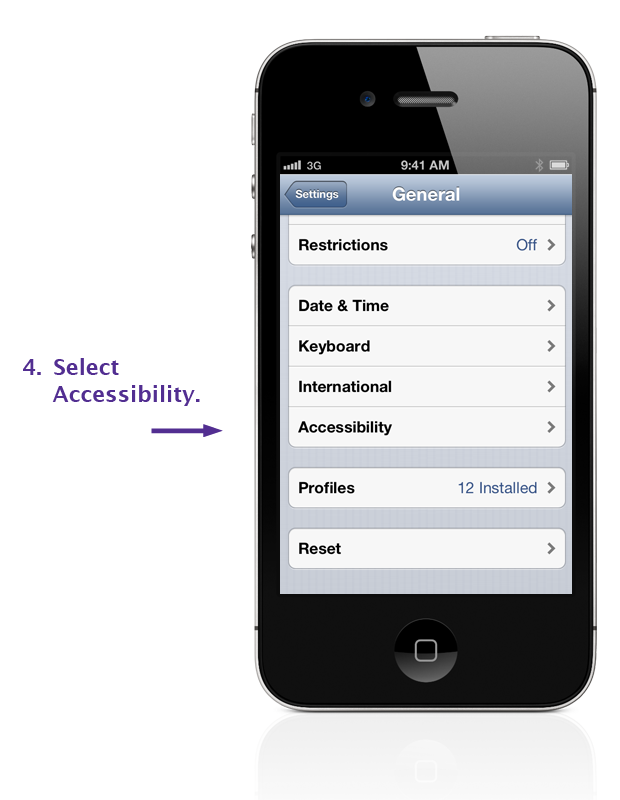 3G 9:41 AM
Settings General
Restrictions Off
Date & Time
Keyboard
4. Select
International
Accessibility.
Accessibility
Profiles 12 Installed
Reset